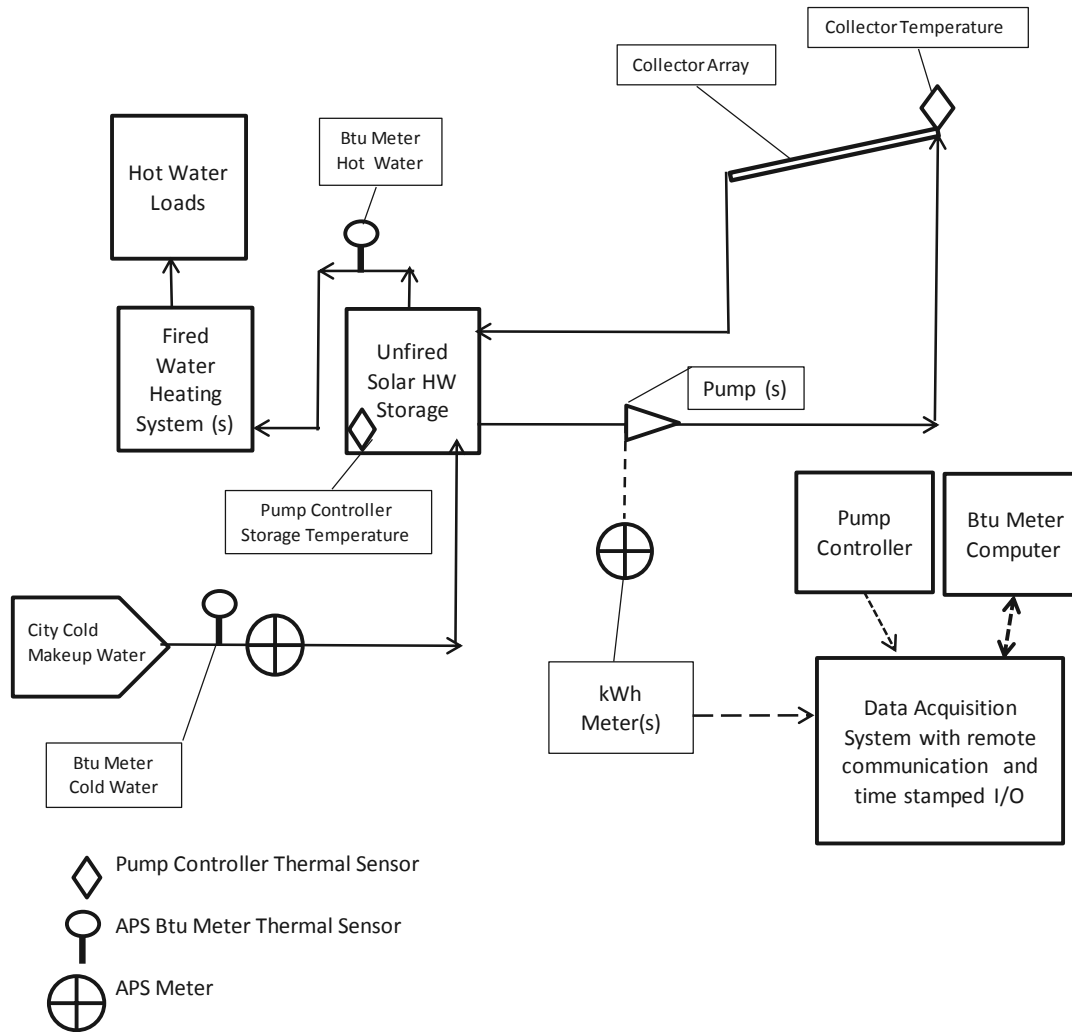 Collector Temperature
Collector Array
Btu Meter
Hot Water
Hot Water
Loads
Fired
Water
Heating
System (s)
Unfired
Solar HW
Storage
Pump (s)
Pump Controller
Storage Temperature
Pump
Controller
Btu Meter
Computer
City Cold
Makeup Water
kWh
Meter(s)
Data Acquisition
System with remote
communication and
time stamped I/O
Btu Meter
Cold Water
Pump Controller Thermal Sensor
APS Btu Meter Thermal Sensor
APS Meter